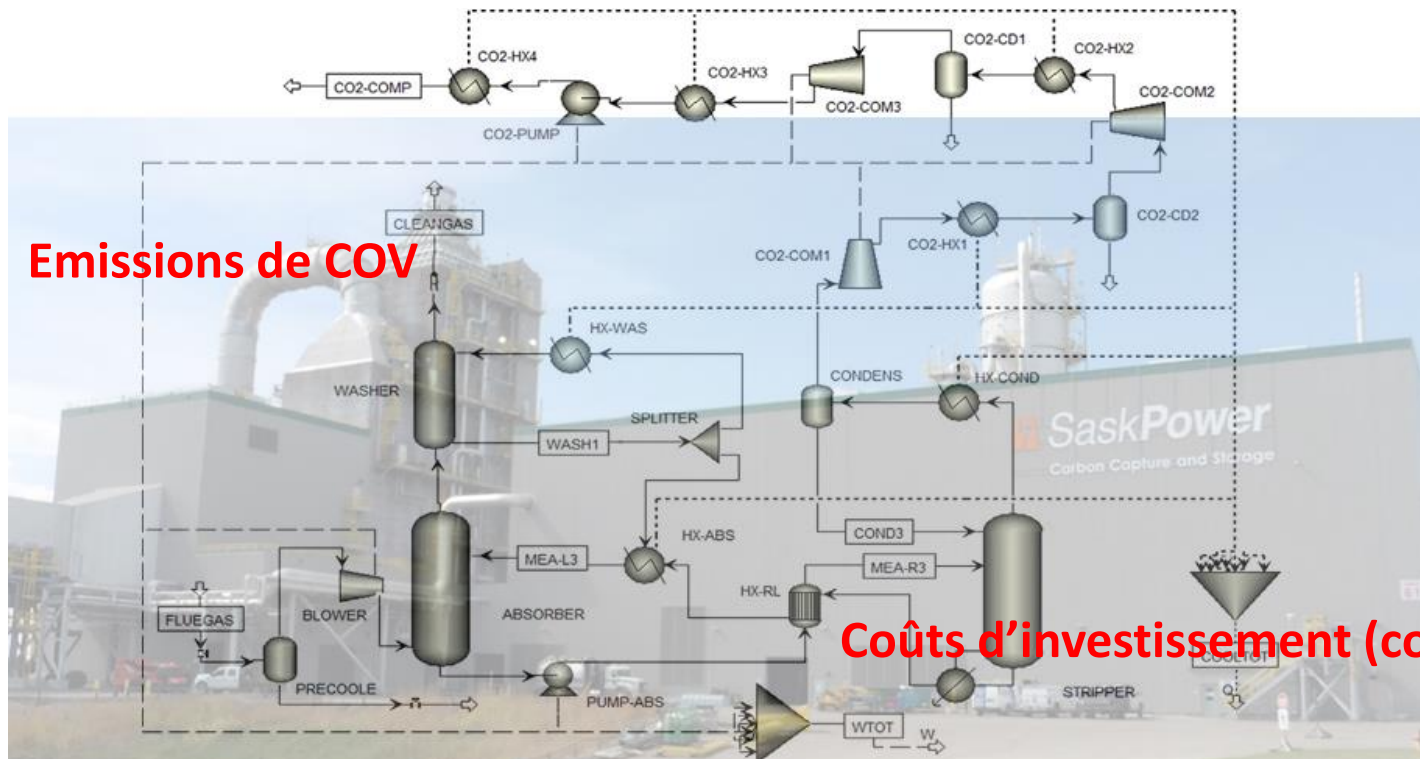 CO2-HX4
CO2-COMP
CO2-PUMP
CO2-HX3
CO2-COM3
CO2-CD1
CO2-HX2
CO2-COM2
CLEANGAS
Emissions de COV
CO2-COM1
CO2-HX1
CO2-CD2
HX-WAS
WASHER
SPLITTER
WASH1
CONDENS
HX-COND
SaskPower
Carbon Capture and Storage
HX-ABS
MEA-L3
COND3
MEA-R3
HX-RL
FLUEGAS
BLOWER
ABSORBER
PRECOOLE
PUMP-ABS
Coûts d’investissement (co
COOLTOT
Q
STRIPPER
WTOT
W